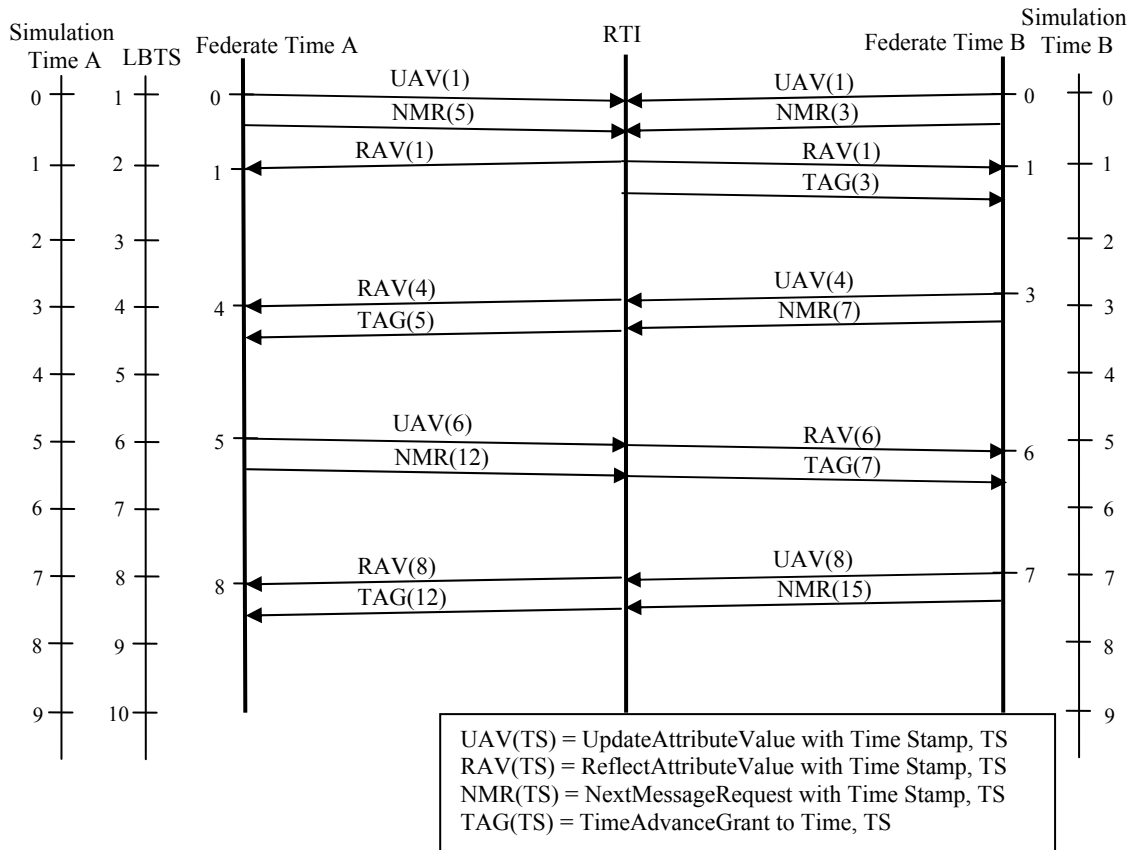 Simulation
Time A
LBTS
Federate Time A
RTI
Federate Time B
Simulation
Time B
0
1
0
UAV(1)
UAV(1)
0
0
NMR(5)
NMR(3)
1
2
1
RAV(1)
RAV(1)
1
1
TAG(3)
2
3
2
3
4
4
RAV(4)
UAV(4)
3
3
TAG(5)
NMR(7)
4
5
4
5
6
5
UAV(6)
RAV(6)
6
5
NMR(12)
TAG(7)
6
7
6
7
8
8
RAV(8)
UAV(8)
7
7
TAG(12)
NMR(15)
8
9
8
9
10
9
UAV(TS) = UpdateAttributeValue with Time Stamp, TS
RAV(TS) = ReflectAttributeValue with Time Stamp, TS
NMR(TS) = NextMessageRequest with Time Stamp, TS
TAG(TS) = TimeAdvanceGrant to Time, TS